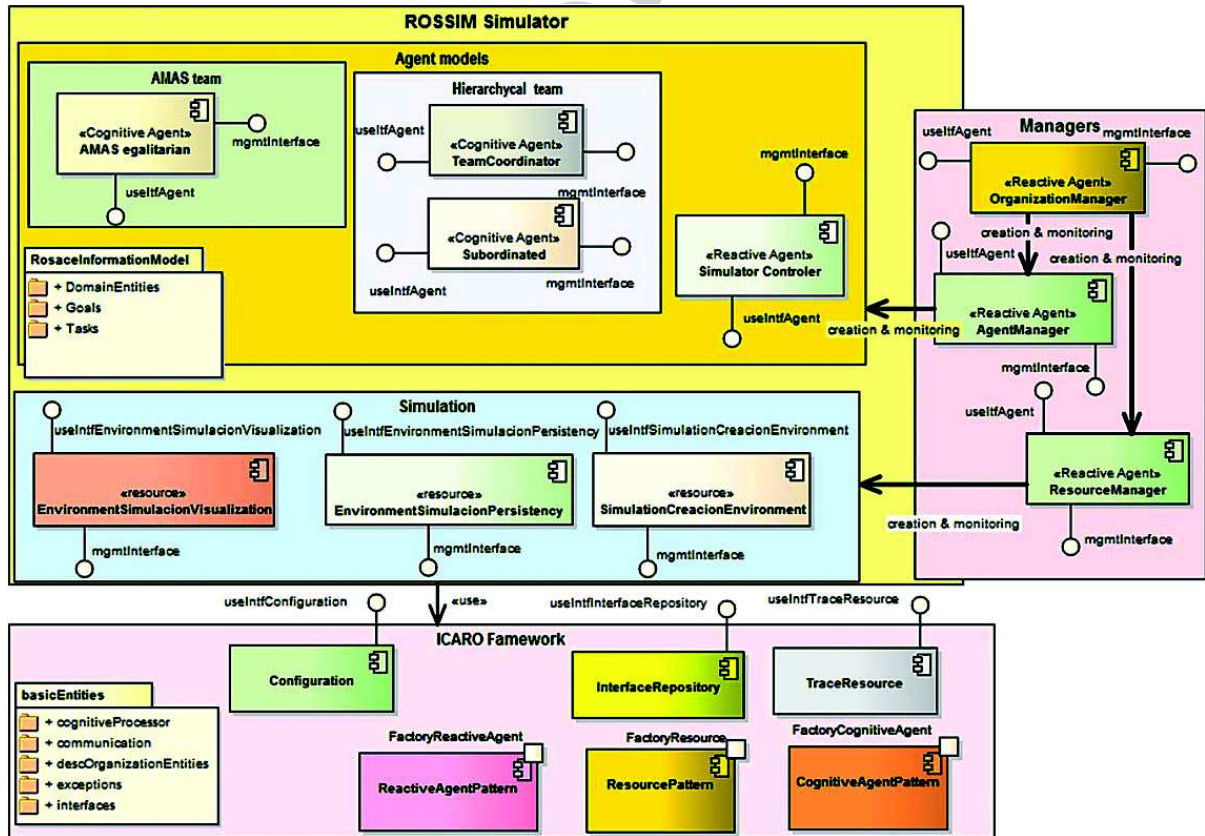 ROSSIM Simulator
Agent models
AMAS team
«Cognitive Agent»
AMAS egalitarian
mgmtInterface
useItfAgent
Hierarchycal team
useItfAgent
«Cognitive Agent»
TeamCoordinator
mgmtInterface
«Cognitive Agent»
Subordinated
useIntfAgent
mgmtInterface
mgmtInterface
«Reactive Agent»
Simulator Controler
useIntfAgent
RosaceInformationModel
+ DomainEntities
+ Goals
+ Tasks
Managers
useItfAgent
mgmtInterface
«Reactive Agent»
OrganizationManager
creation & monitoring
creation & monitoring
useItfAgent
«Reactive Agent»
AgentManager
creation & monitoring
mgmtInterface
useItfAgent
«Reactive Agent»
ResourceManager
creation & monitoring
mgmtInterface
Simulation
useIntfEnvironmentSimulacionVisualization
useIntfEnvironmentSimulacionPersistency
useIntfSimulationCreacionEnvironment
«resource»
EnvironmentSimulacionVisualization
«resource»
EnvironmentSimulacionPersistency
«resource»
SimulationCreacionEnvironment
mgmtInterface
mgmtInterface
mgmtInterface
useIntfConfiguration
«use»
useIntfInterfaceRepository
useIntfTraceResource
ICARO Famework
Configuration
InterfaceRepository
TraceResource
basicEntities
+ cognitiveProcessor
+ communication
+ descOrganizationEntities
+ exceptions
+ interfaces
FactoryReactiveAgent
ReactiveAgentPattern
FactoryResource
ResourcePattern
FactoryCognitiveAgent
CognitiveAgentPattern